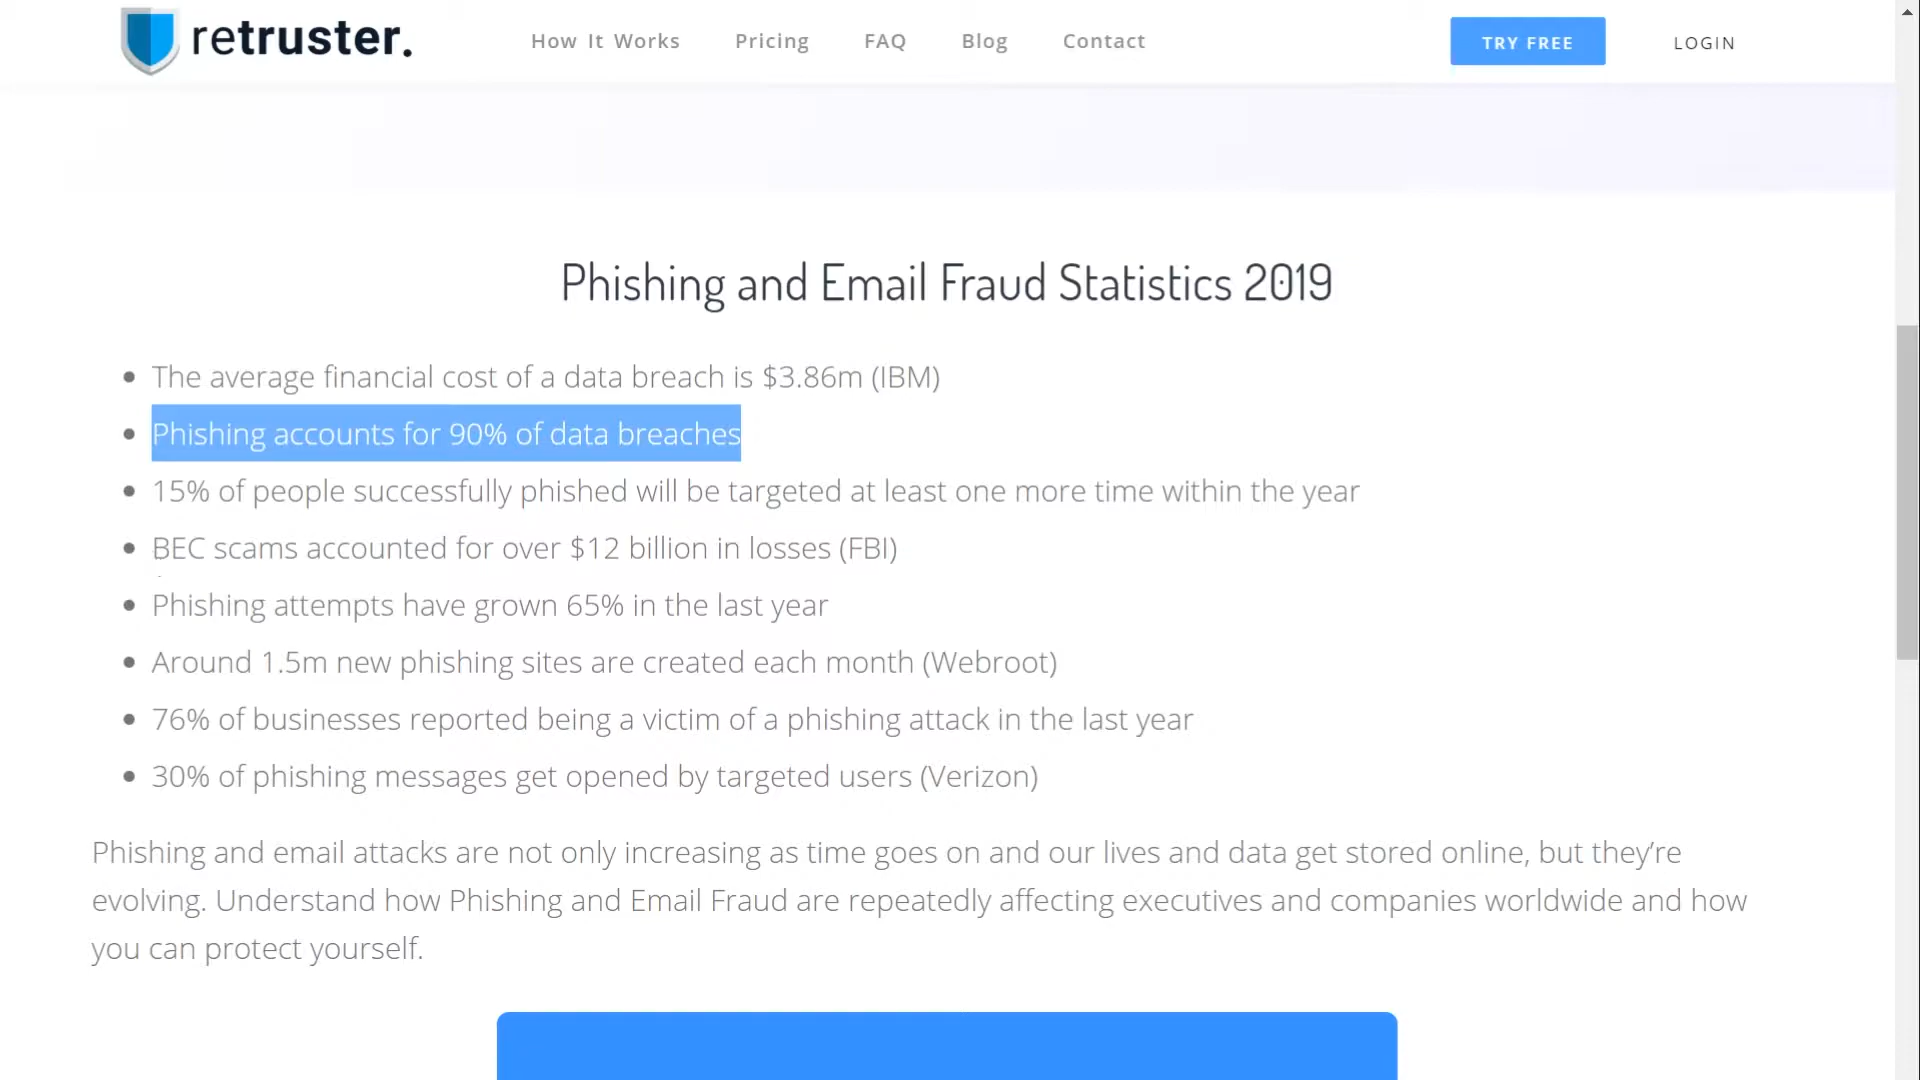 retruster.
How It Works Pricing FAQ Blog Contact TRY FREE LOGIN
Phishing and Email Fraud Statistics 2019
The average financial cost of a data breach is $3.86m (IBM)
Phishing accounts for 90% of data breaches
15% of people successfully phished will be targeted at least one more time within the year
BEC scams accounted for over $12 billion in losses (FBI)
Phishing attempts have grown 65% in the last year
Around 1.5m new phishing sites are created each month (Webroot)
76% of businesses reported being a victim of a phishing attack in the last year
30% of phishing messages get opened by targeted users (Verizon)
Phishing and email attacks are not only increasing as time goes on and our lives and data get stored online, but they’re
evolving. Understand how Phishing and Email Fraud are repeatedly affecting executives and companies worldwide and how
you can protect yourself.